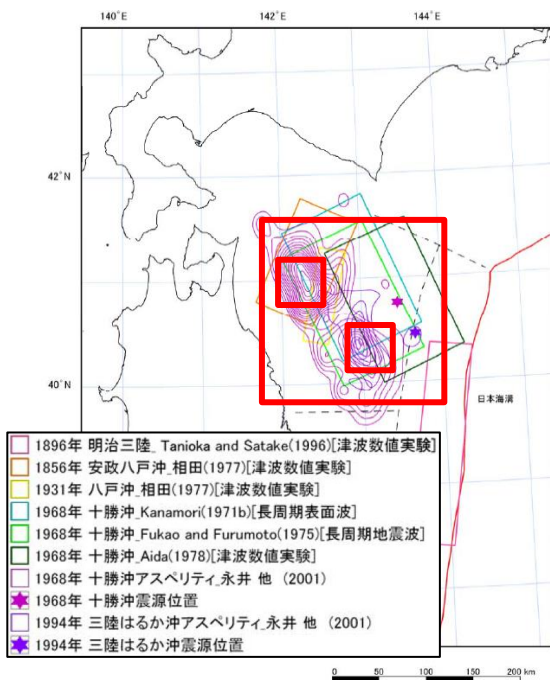 140°E 142°E 144°E
42°N
40°N
日本海溝
1896年 明治三陸_ Tanioka and Satake(1996)[津波数値実験]
1856年 安政八戸沖_相田(1977)[津波数値実験]
1931年 八戸沖_相田(1977)[津波数値実験]
1968年 十勝沖_Kanamori(1971b)[長周期表面波]
1968年 十勝沖_Fukao and Furumoto(1975)[長周期地震波]
1968年 十勝沖_Aida(1978)[津波数値実験]
1968年 十勝沖アスペリティ_永井 他 (2001)
1968年 十勝沖震源位置
1994年 三陸はるか沖アスペリティ_永井 他 (2001)
1994年 三陸はるか沖震源位置
0 50 100 150 200 km